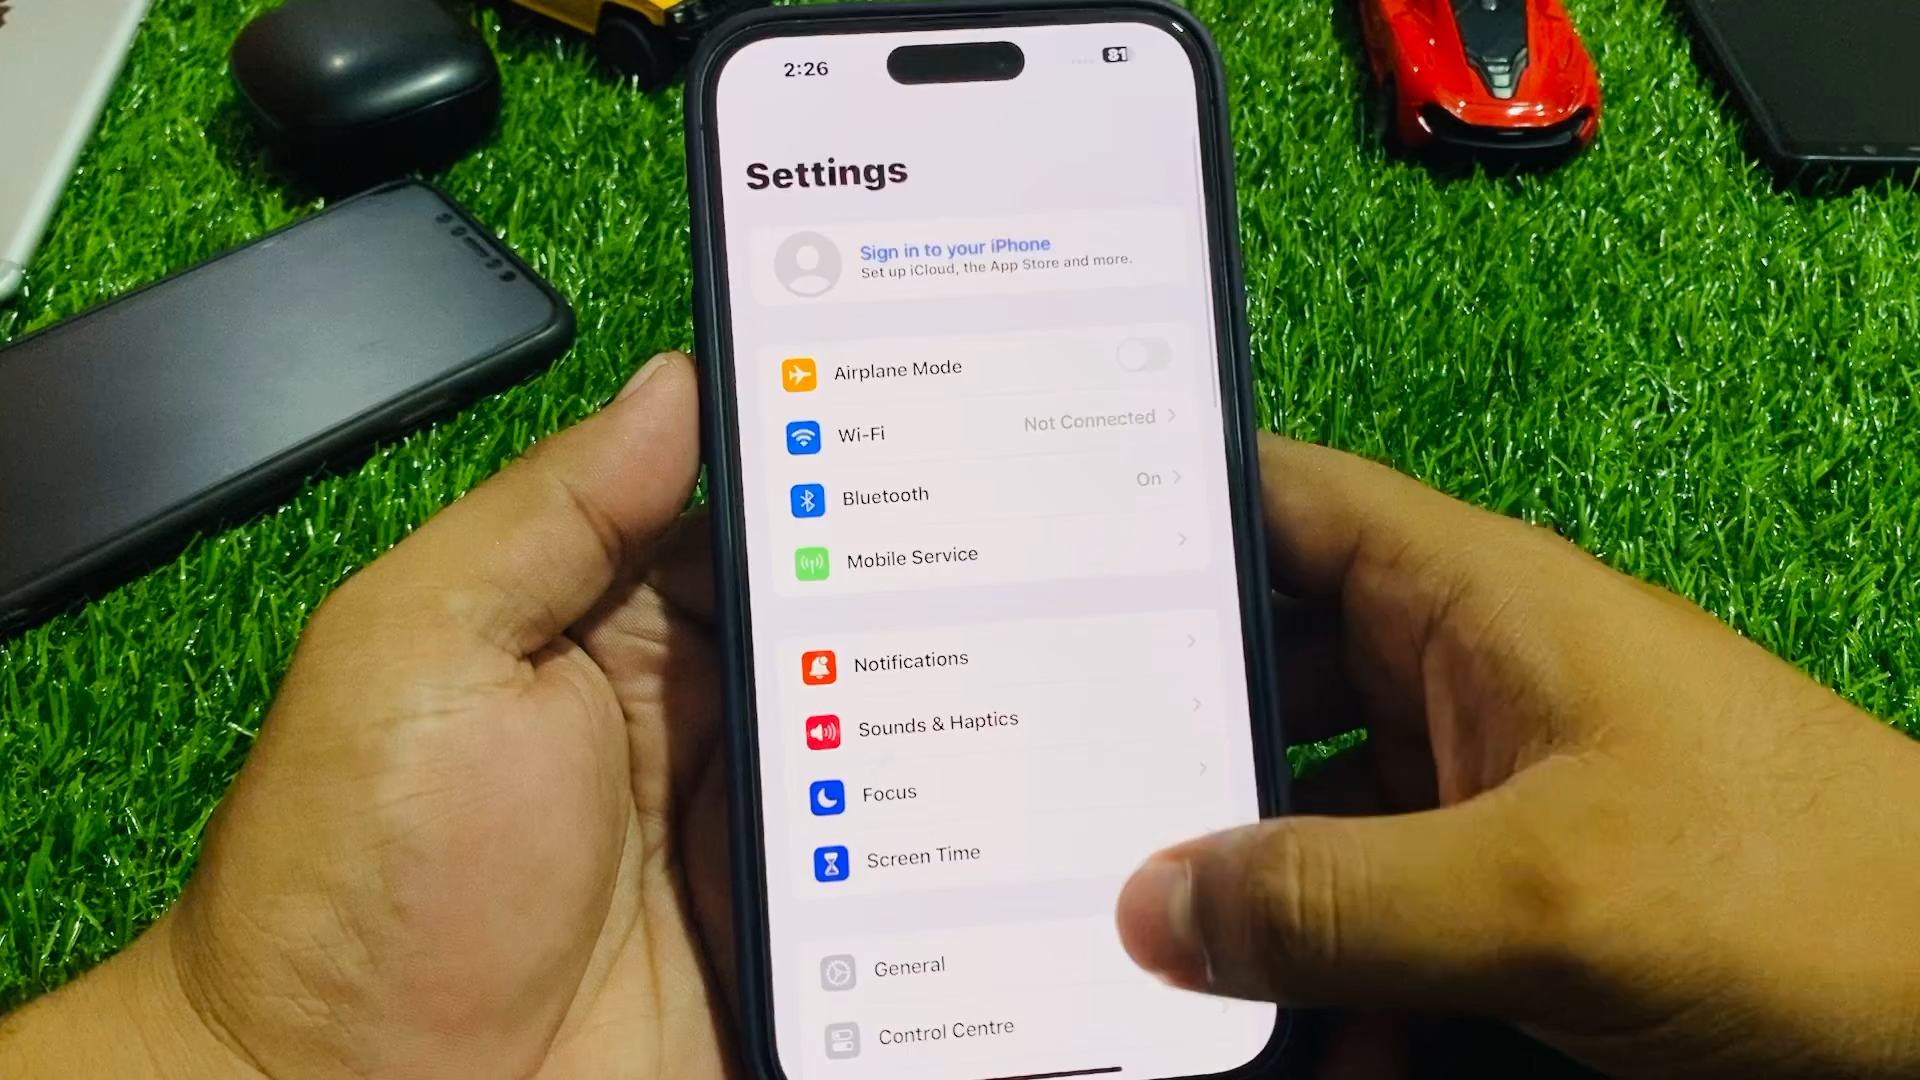 2:26
81
Settings
Sign in to your iPhone
Set up iCloud, the App Store and more.
Airplane Mode
Wi-Fi
Not Connected
Bluetooth
On
Mobile Service
Notifications
Sounds & Haptics
Focus
Screen Time
General
Control Centre